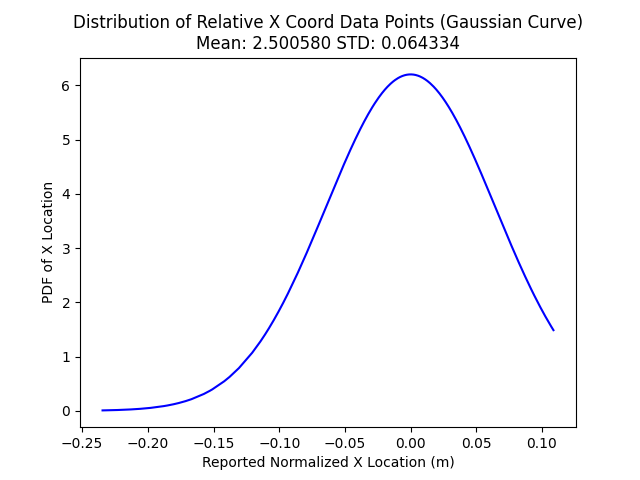 Distribution of Relative X Coord Data Points (Gaussian Curve)
Mean: 2.500580 STD: 0.064334
6
5
4
3
2
1
0
PDF of X Location
−0.25 −0.20 −0.15 −0.10 −0.05 0.00 0.05 0.10
Reported Normalized X Location (m)